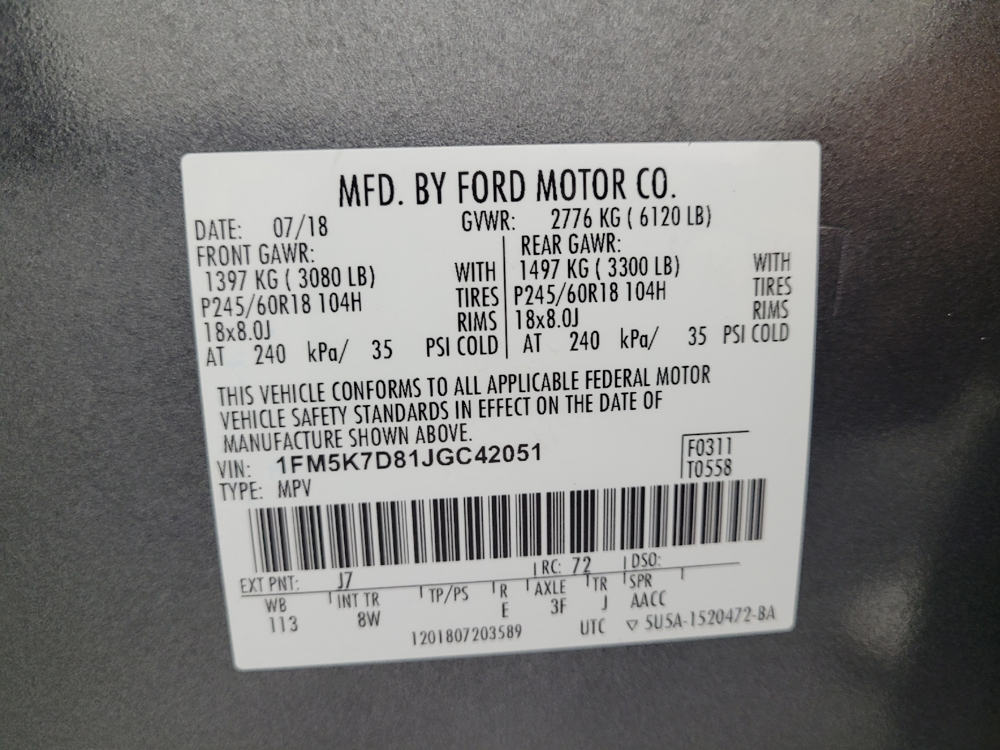 MFD. BY FORD MOTOR CO.
DATE: 07/18 GVWR: 2776 KG ( 6120 LB)
FRONT GAWR: REAR GAWR:
1397 KG ( 3080 LB) WITH 1497 KG ( 3300 LB) WITH
P245/60R18 104H TIRES P245/60R18 104H TIRES
18x8.0J RIMS 18x8.0J RIMS
AT 240 kPa/ 35 PSI COLD AT 240 kPa/ 35 PSI COLD
THIS VEHICLE CONFORMS TO ALL APPLICABLE FEDERAL MOTOR
VEHICLE SAFETY STANDARDS IN EFFECT ON THE DATE OF
MANUFACTURE SHOWN ABOVE.
VIN: 1FM5K7D81JGC42051 F0311
TYPE: MPV T0558
EXT PNT: J7 RC: 72 DSO:
WB INT TR TP/PS R AXLE TR SPR
113 8W E 3F J AACC
1201807203589 UTC ▽ 5U5A-1520472-BA